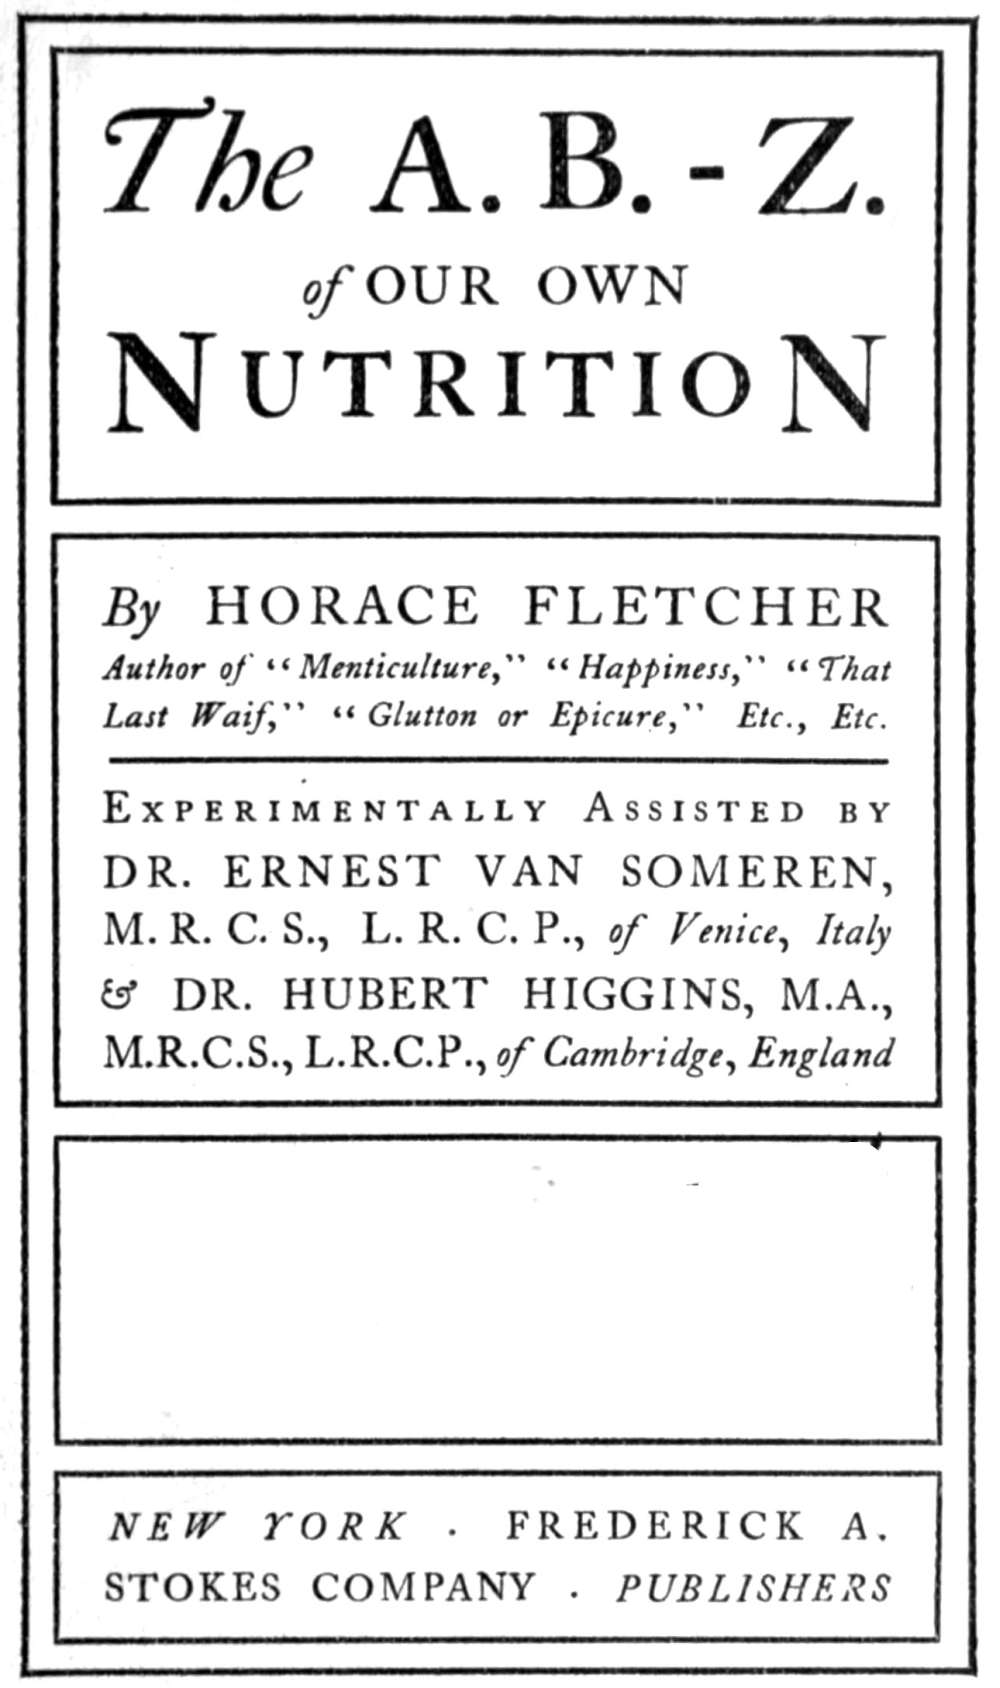 The A. B. - Z.
of OUR OWN
NUTRITION
By HORACE FLETCHER
Author of "Menticulture," "Happiness," "That
Last Waif," "Glutton or Epicure," Etc., Etc.
EXPERIMENTALLY ASSISTED BY
DR. ERNEST VAN SOMEREN,
M. R. C. S., L. R. C. P., of Venice, Italy
& DR. HUBERT HIGGINS, M.A.,
M.R.C.S., L.R.C.P., of Cambridge, England
NEW YORK . FREDERICK A.
STOKES COMPANY . PUBLISHERS